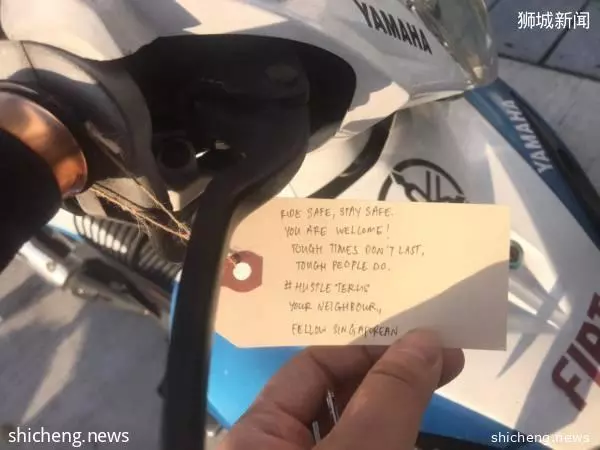 狮城新闻
YAMAHA
YAMAHA
RIDE SAFE, STAY SAFE.
YOU ARE WELCOME!
TOUGH TIMES DON'T LAST,
TOUGH PEOPLE DO.
#HUSTLE TERUS
YOUR NEIGHBOUR,
FELLOW SINGAPOREAN
FIAT
shicheng.news
shicheng.news